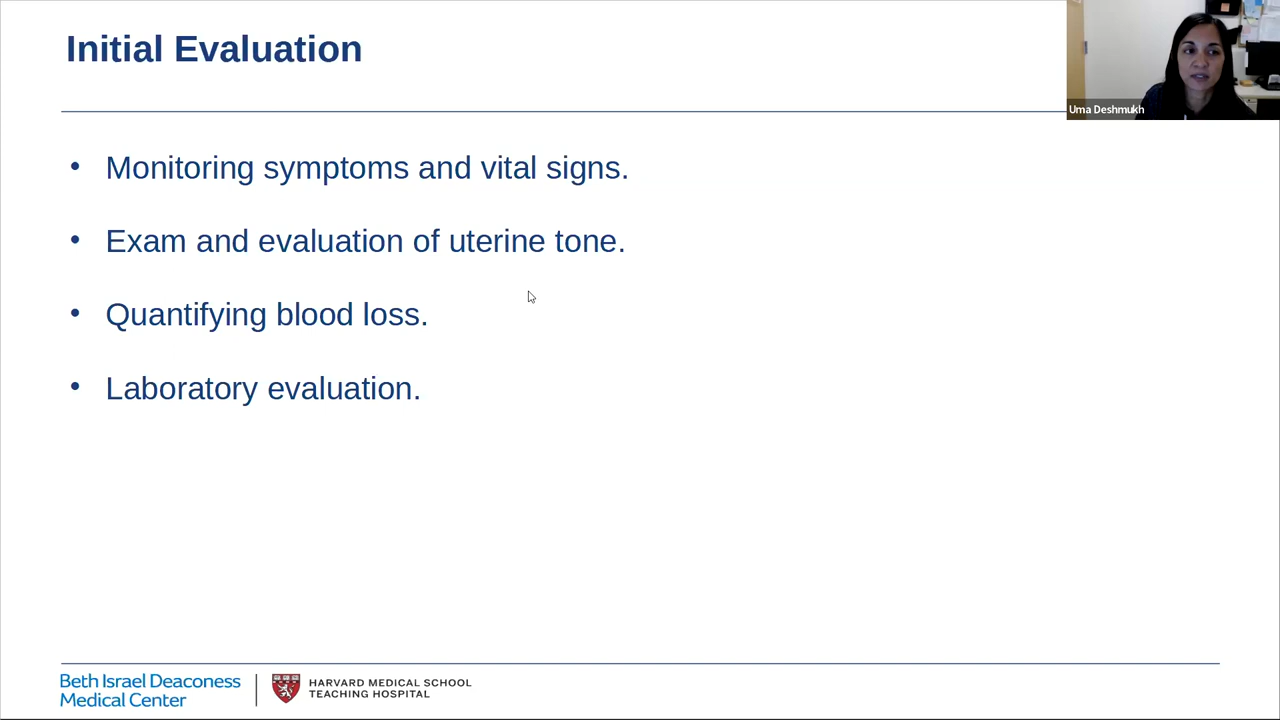 Initial Evaluation
Uma Deshmukh
• Monitoring symptoms and vital signs.
• Exam and evaluation of uterine tone.
• Quantifying blood loss.
• Laboratory evaluation.
Beth Israel Deaconess
Medical Center
HARVARD MEDICAL SCHOOL
TEACHING HOSPITAL